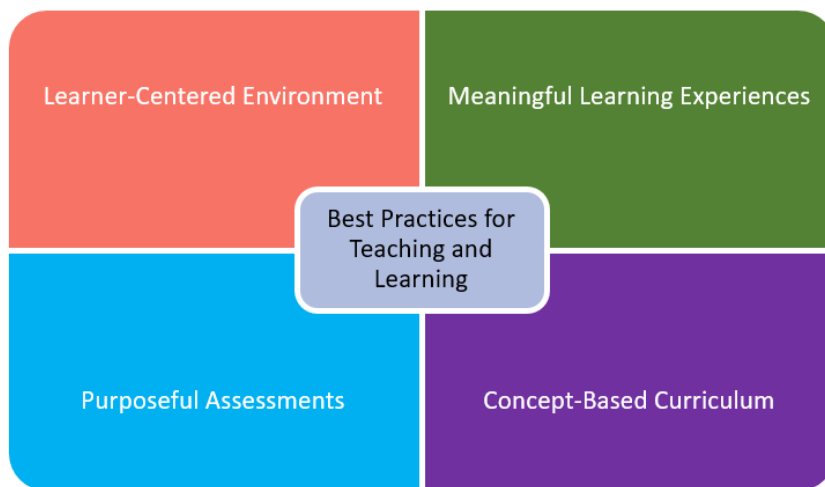 Learner-Centered Environment
Meaningful Learning Experiences
Best Practices for
Teaching and
Learning
Purposeful Assessments
Concept-Based Curriculum